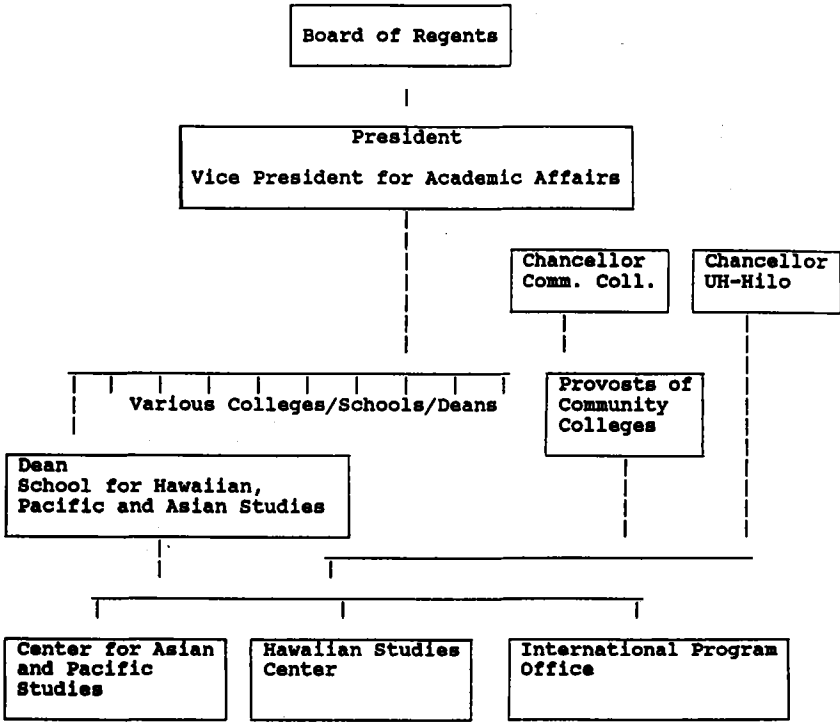 Board of Regents
President
Vice President for Academic Affairs
Chancellor
Comm. Coll.
Chancellor
UH-Hilo
Various Colleges/Schools/Deans
Provosts of
Community
Colleges
Dean
School for Hawaiian,
Pacific and Asian Studies
Center for Asian
and Pacific
Studies
Hawaiian Studies
Center
International Program
Office